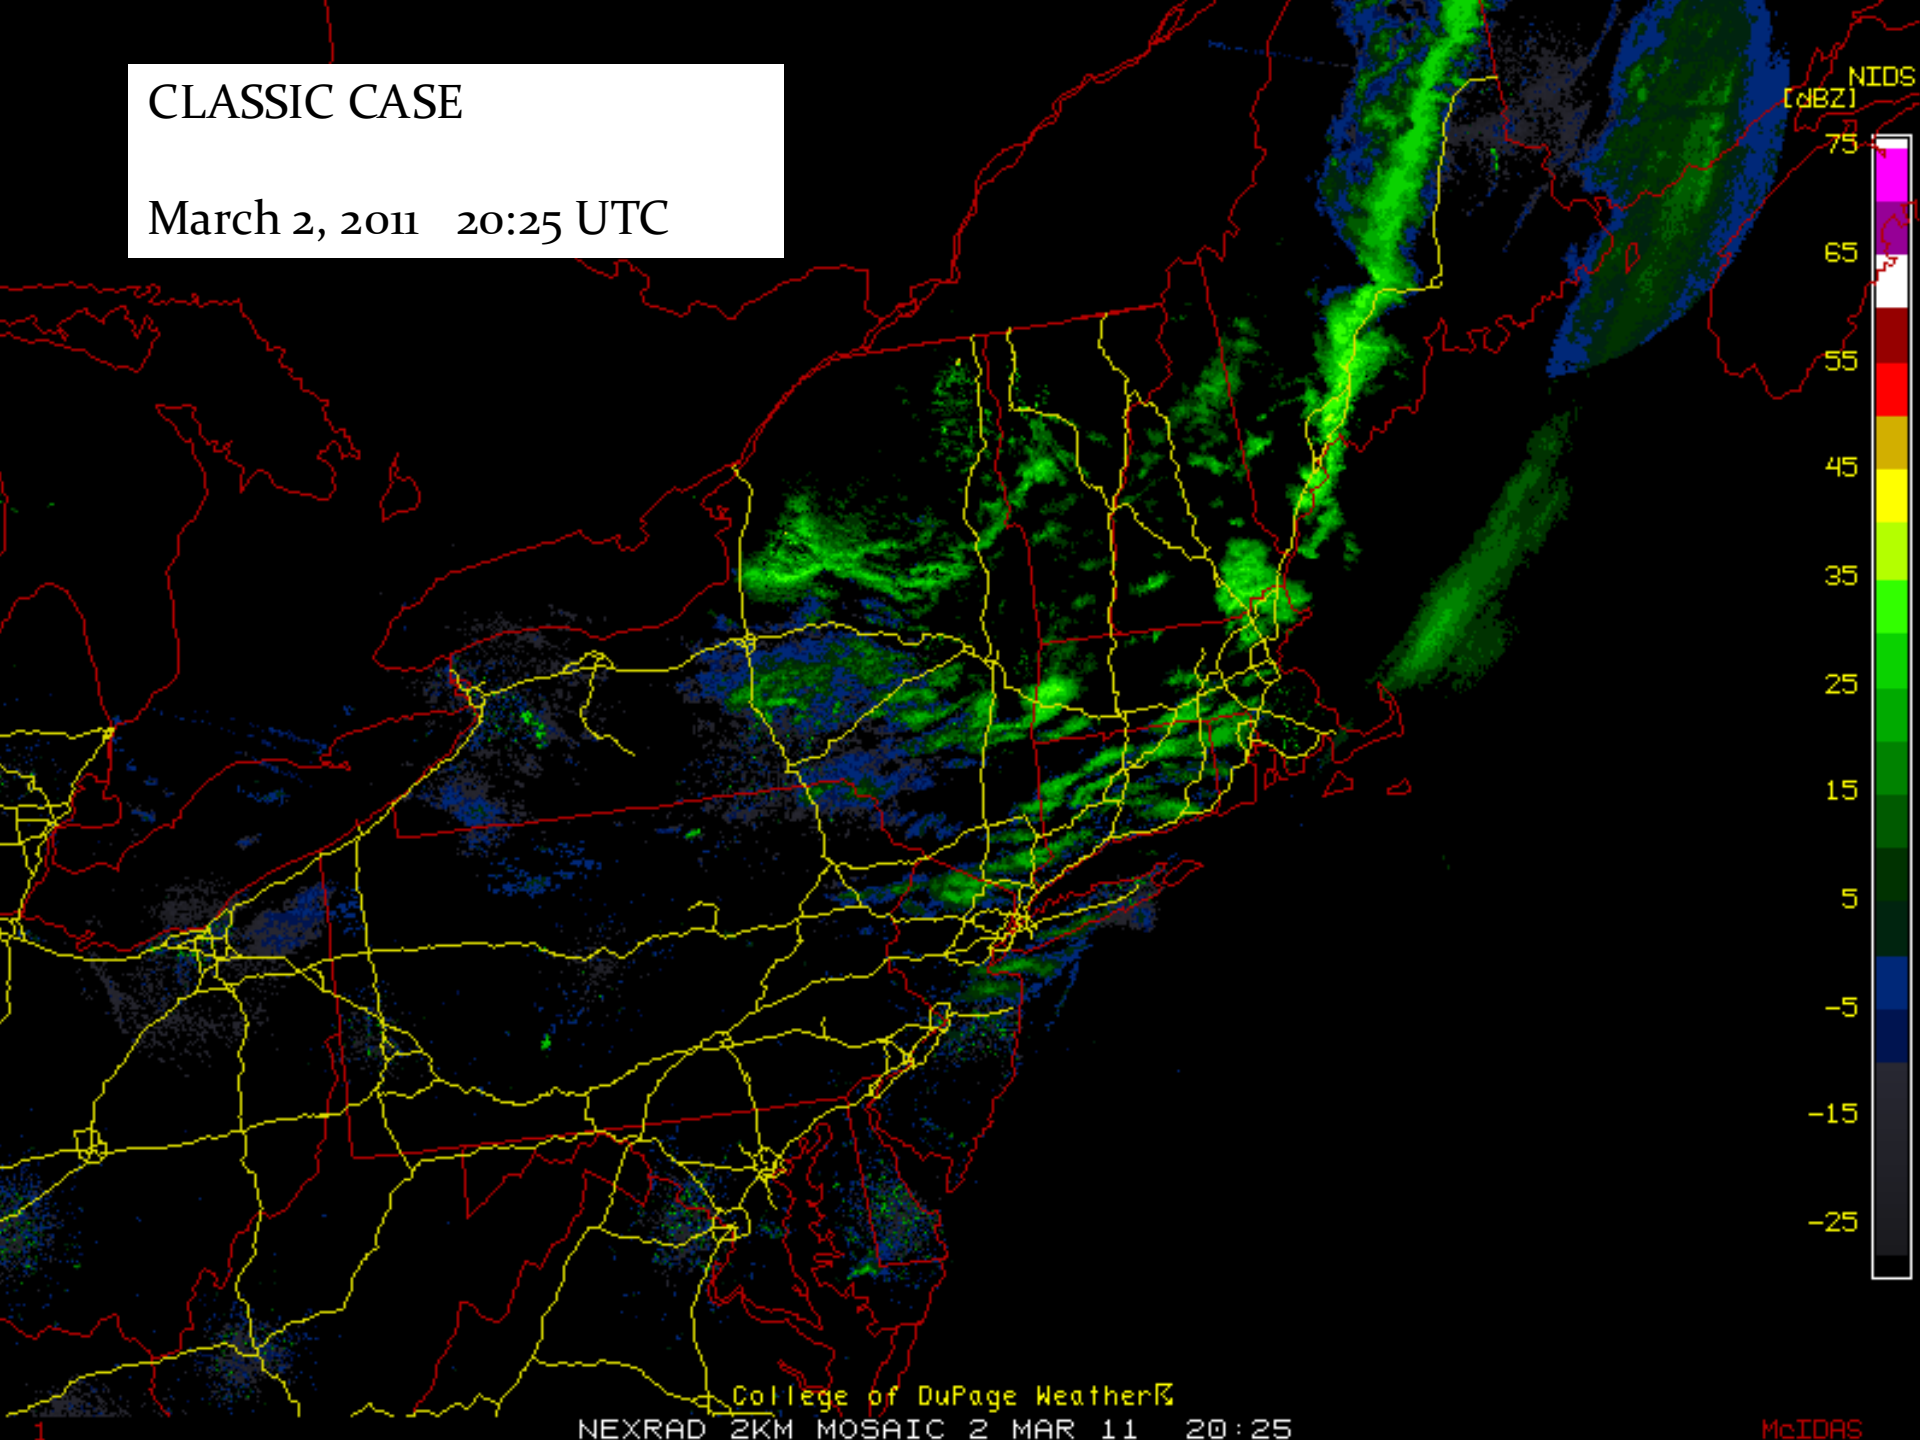 CLASSIC CASE
March 2, 2011 20:25 UTC
NIDS
[dBZ]
75
65
55
45
35
25
15
5
-5
-15
-25
College of DuPage Weather
1
NEXRAD 2KM MOSAIC 2 MAR 11 20:25
McIDAS